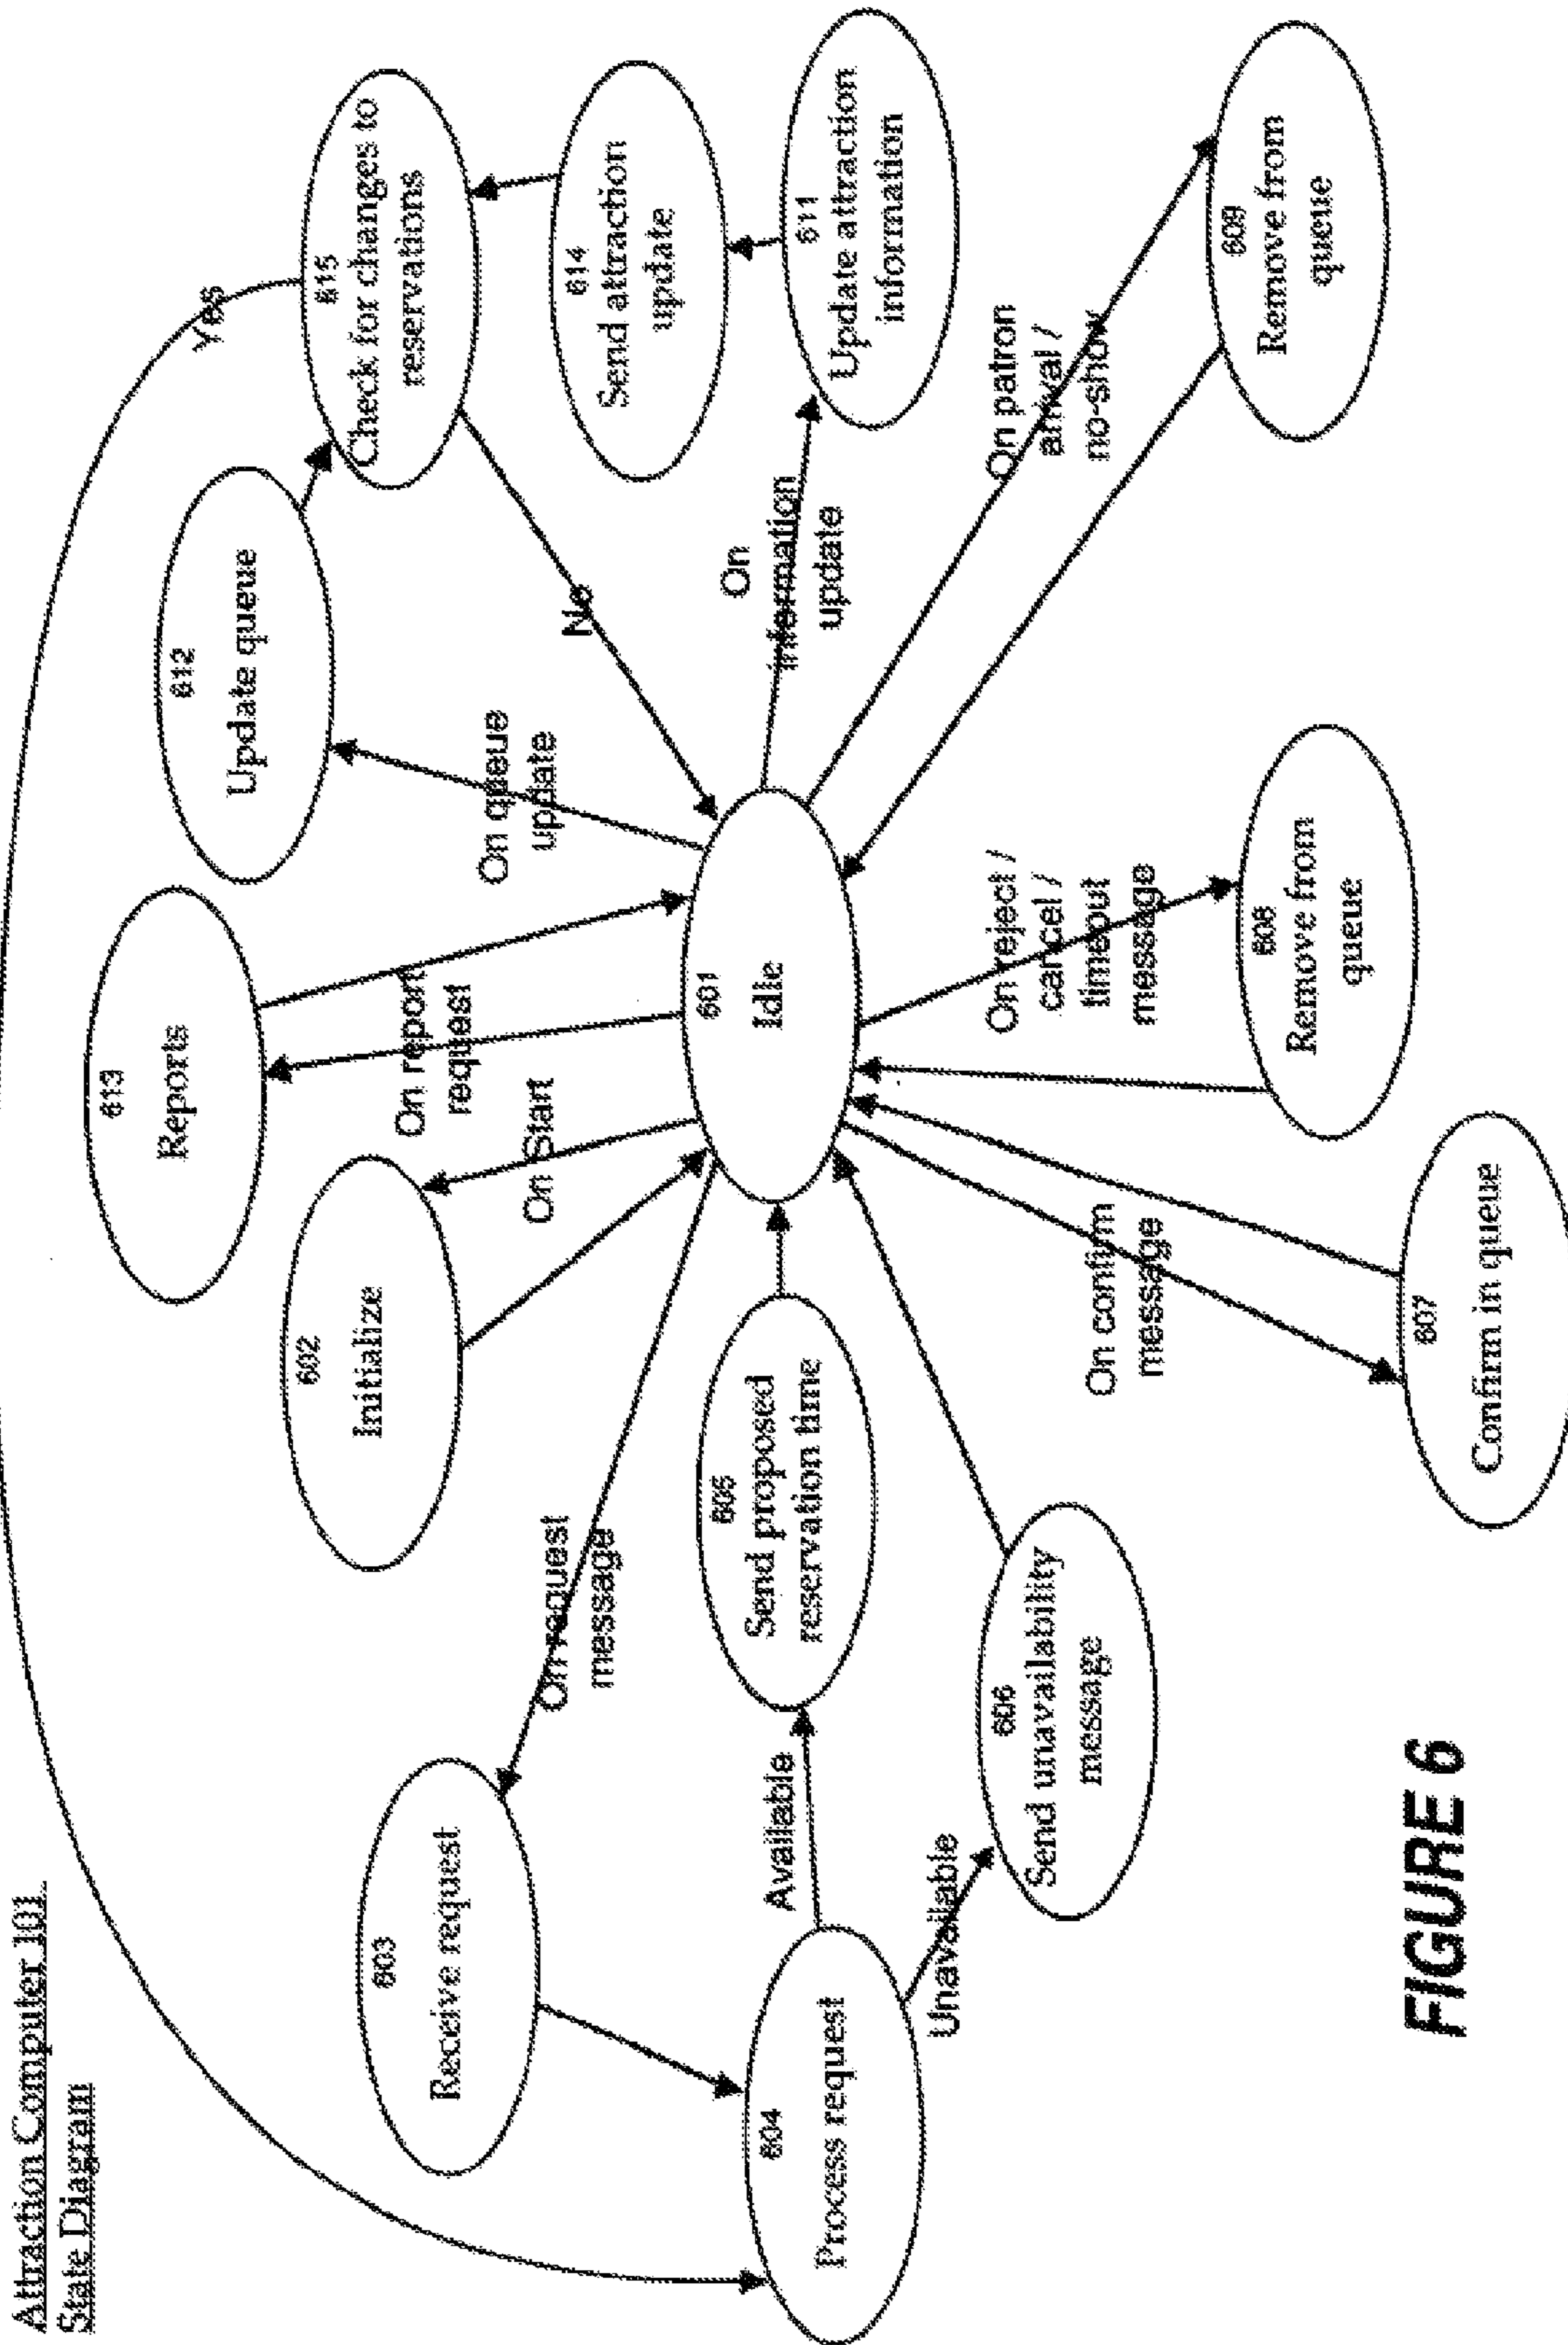 Attraction Computer 101
State Diagram
Yes
613
Reports
612
Update queue
615
Check for changes to
reservations
602
Initialize
On report
request
On queue
update
No
603
Receive request
On Start
614
Send attraction
update
On request
message
601
Idle
On
information
update
611
Update attraction
information
604
Process request
Available
605
Send proposed
reservation time
Unavailable
606
Send unavailability
message
On confirm
message
On reject /
cancel /
timeout
message
On patron
arrival /
no-show
607
Confirm in queue
608
Remove from
queue
609
Remove from
queue
FIGURE 6